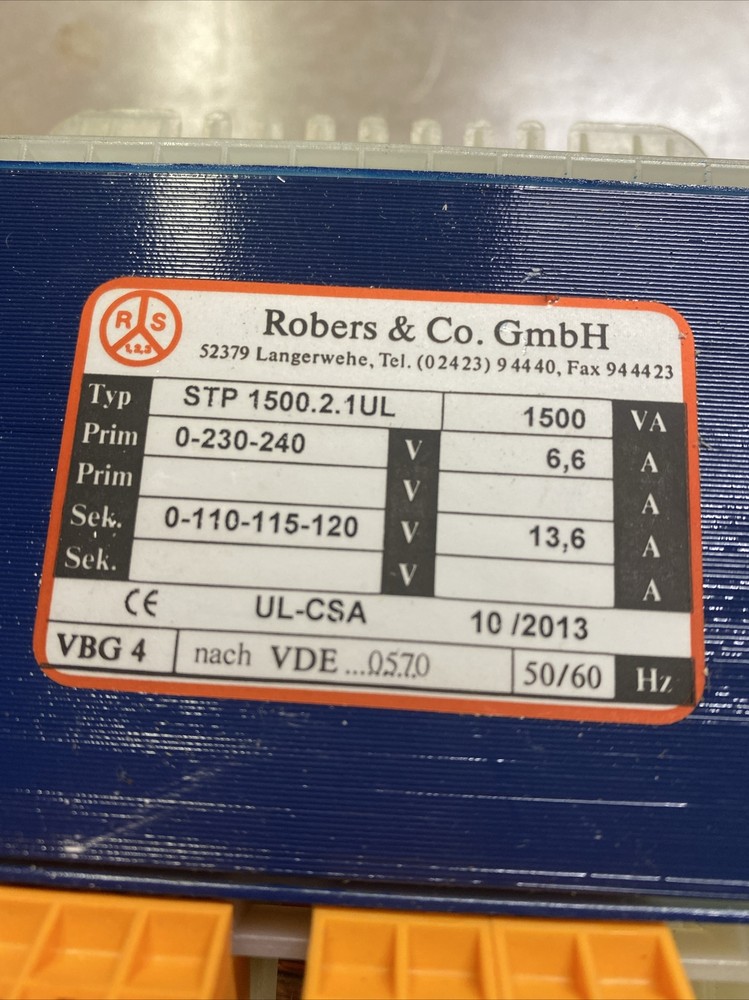 R S
1,2,3
Robers & Co. GmbH
52379 Langerwehe, Tel. (02423) 94440, Fax 944423
Typ STP 1500.2.1UL 1500 VA
Prim 0-230-240 V 6,6 A
Prim V A
Sek. 0-110-115-120 V 13,6 A
Sek. V A
CE UL-CSA 10 /2013
VBG 4 nach VDE ...0570 50/60 Hz